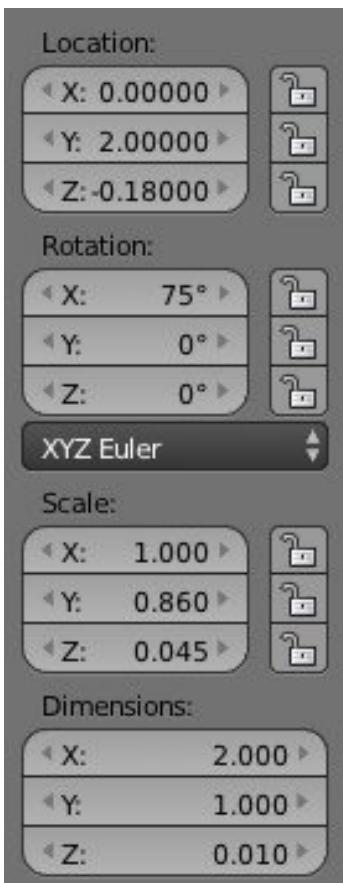 Location:
X: 0.00000
Y: 2.00000
Z: -0.18000
Rotation:
X: 75°
Y: 0°
Z: 0°
XYZ Euler
Scale:
X: 1.000
Y: 0.860
Z: 0.045
Dimensions:
X: 2.000
Y: 1.000
Z: 0.010